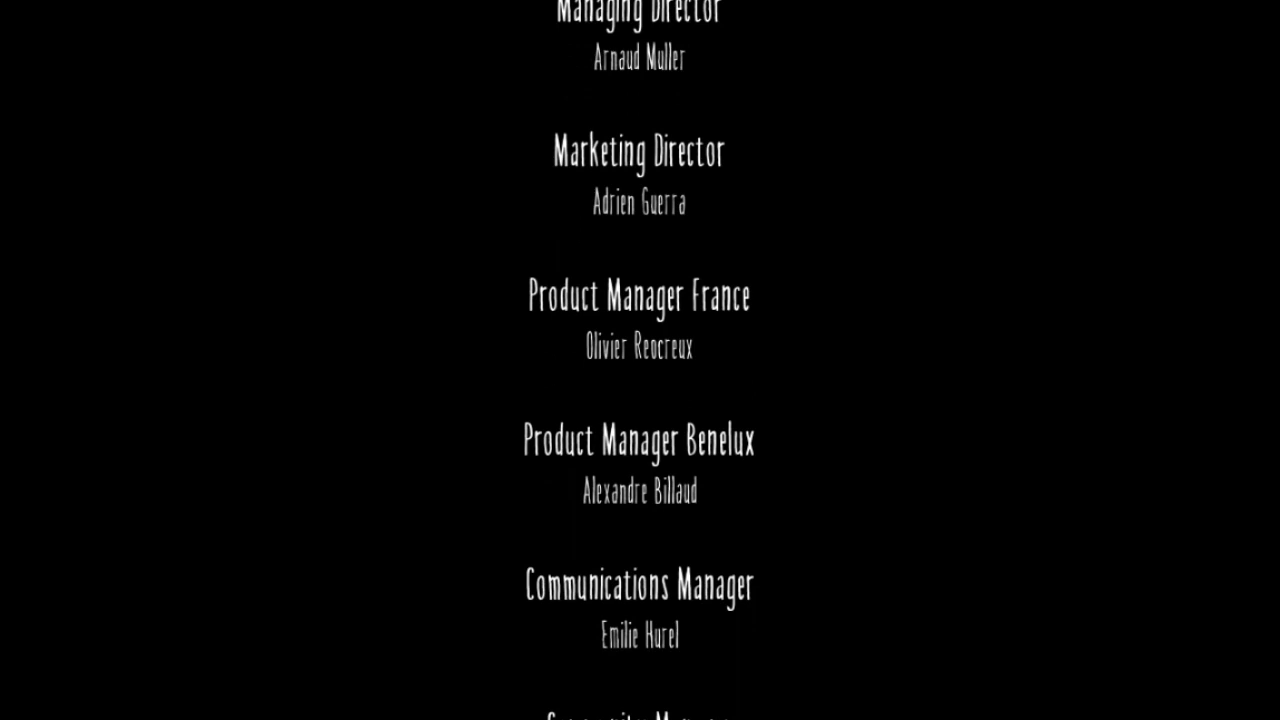 Managing Director
Arnaud Muller
Marketing Director
Adrien Guerra
Product Manager France
Olivier Reocreux
Product Manager Benelux
Alexandre Billaud
Communications Manager
Emilie Hurel